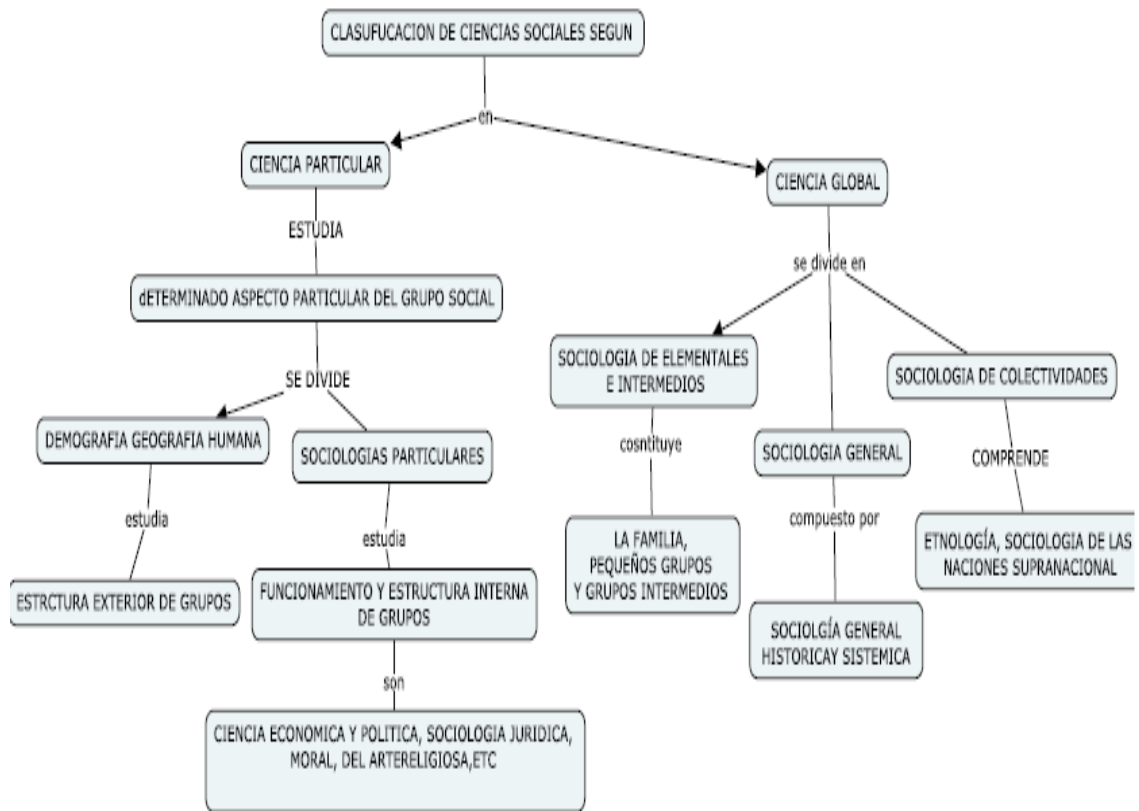 CLASUFUCACION DE CIENCIAS SOCIALES SEGUN
en
CIENCIA PARTICULAR
CIENCIA GLOBAL
ESTUDIA
se divide en
dETERMINADO ASPECTO PARTICULAR DEL GRUPO SOCIAL
SOCIOLOGIA DE ELEMENTALES
E INTERMEDIOS
SOCIOLOGIA DE COLECTIVIDADES
SE DIVIDE
DEMOGRAFIA GEOGRAFIA HUMANA
SOCIOLOGIAS PARTICULARES
cosntituye
SOCIOLOGIA GENERAL
COMPRENDE
estudia
estudia
compuesto por
LA FAMILIA,
PEQUEÑOS GRUPOS
Y GRUPOS INTERMEDIOS
ETNOLOGÍA, SOCIOLOGIA DE LAS
NACIONES SUPRANACIONAL
ESTRCTURA EXTERIOR DE GRUPOS
FUNCIONAMIENTO Y ESTRUCTURA INTERNA
DE GRUPOS
SOCIOLGÍA GENERAL
HISTORICAY SISTEMICA
son
CIENCIA ECONOMICA Y POLITICA, SOCIOLOGIA JURIDICA,
MORAL, DEL ARTERELIGIOSA,ETC